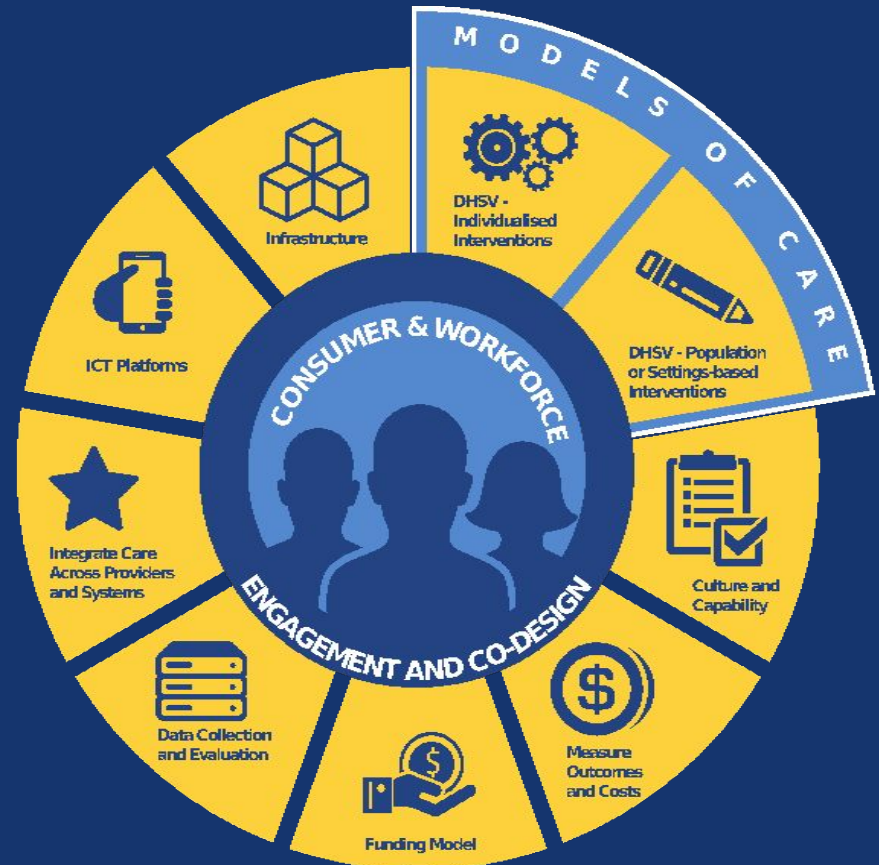 MODELS OF CARE
DHSV -
Individualised
Interventions
DHSV - Population
or Settings-based
Interventions
Culture and
Capability
Measure
Outcomes
and Costs
Funding Model
Data Collection
and Evaluation
Integrate Care
Across Providers
and Systems
ICT Platforms
Infrastructure
CONSUMER & WORKFORCE
ENGAGEMENT AND CO-DESIGN
$
$